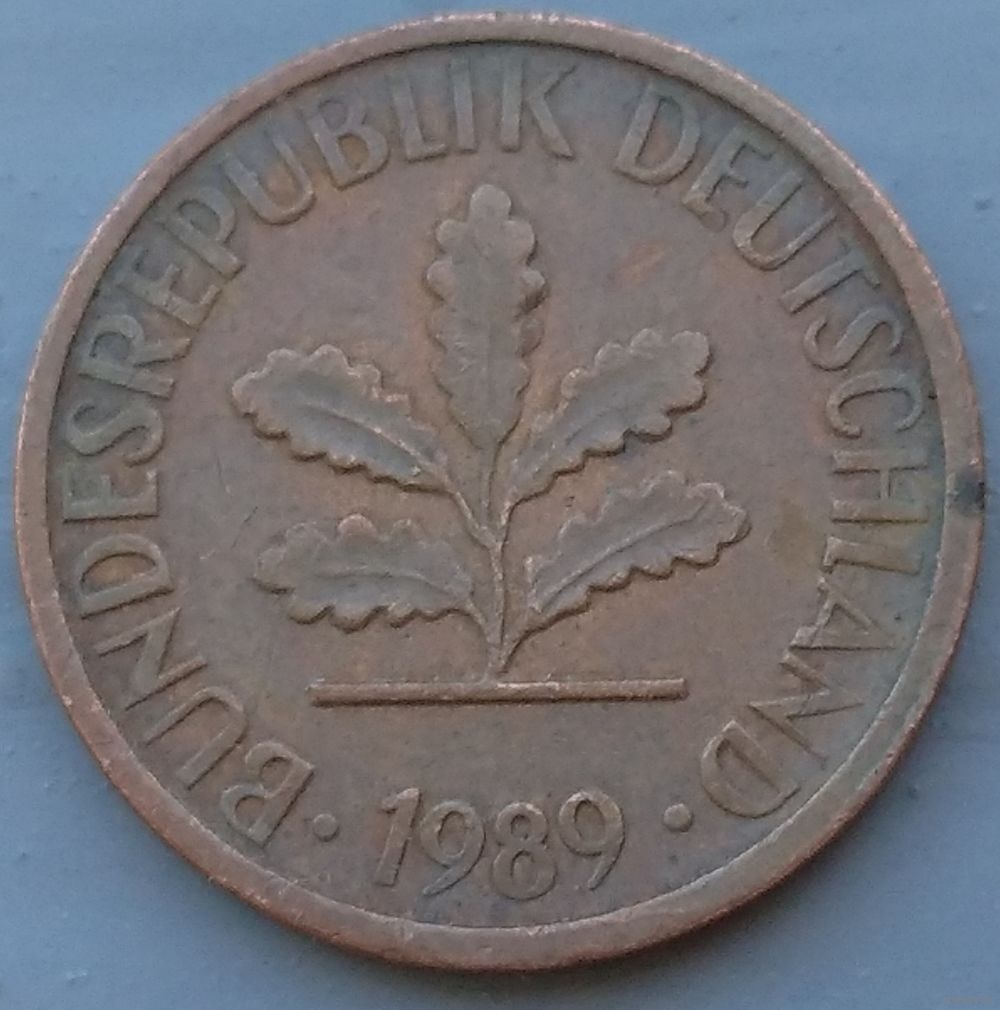 BUNDESREPUBLIK DEUTSCHLAND
· 1989 ·